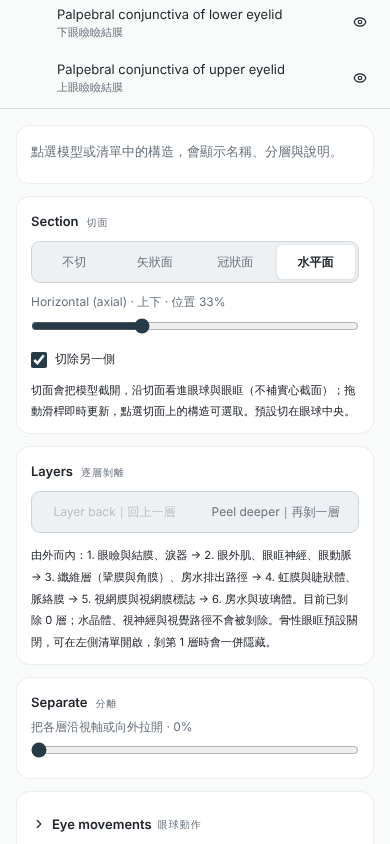 Palpebral conjunctiva of lower eyelid
下眼瞼瞼結膜
Palpebral conjunctiva of upper eyelid
上眼瞼瞼結膜
點選模型或清單中的構造，會顯示名稱、分層與說明。
Section 切面
不切 矢狀面 冠狀面 水平面
Horizontal (axial) · 上下 · 位置 33%
切除另一側
切面會把模型截開，沿切面看進眼球與眼眶（不補實心截面）；拖
動滑桿即時更新，點選切面上的構造可選取。預設切在眼球中央。
Layers 逐層剝離
Layer back｜回上一層 Peel deeper｜再剝一層
由外而內：1. 眼瞼與結膜、淚器 → 2. 眼外肌、眼眶神經、眼動脈
→ 3. 纖維層（鞏膜與角膜）、房水排出路徑 → 4. 虹膜與睫狀體、
脈絡膜 → 5. 視網膜與視網膜標誌 → 6. 房水與玻璃體。目前已剝
除 0 層；水晶體、視神經與視覺路徑不會被剝除。骨性眼眶預設關
閉，可在左側清單開啟，剝第 1 層時會一併隱藏。
Separate 分離
把各層沿視軸或向外拉開 · 0%
Eye movements 眼球動作